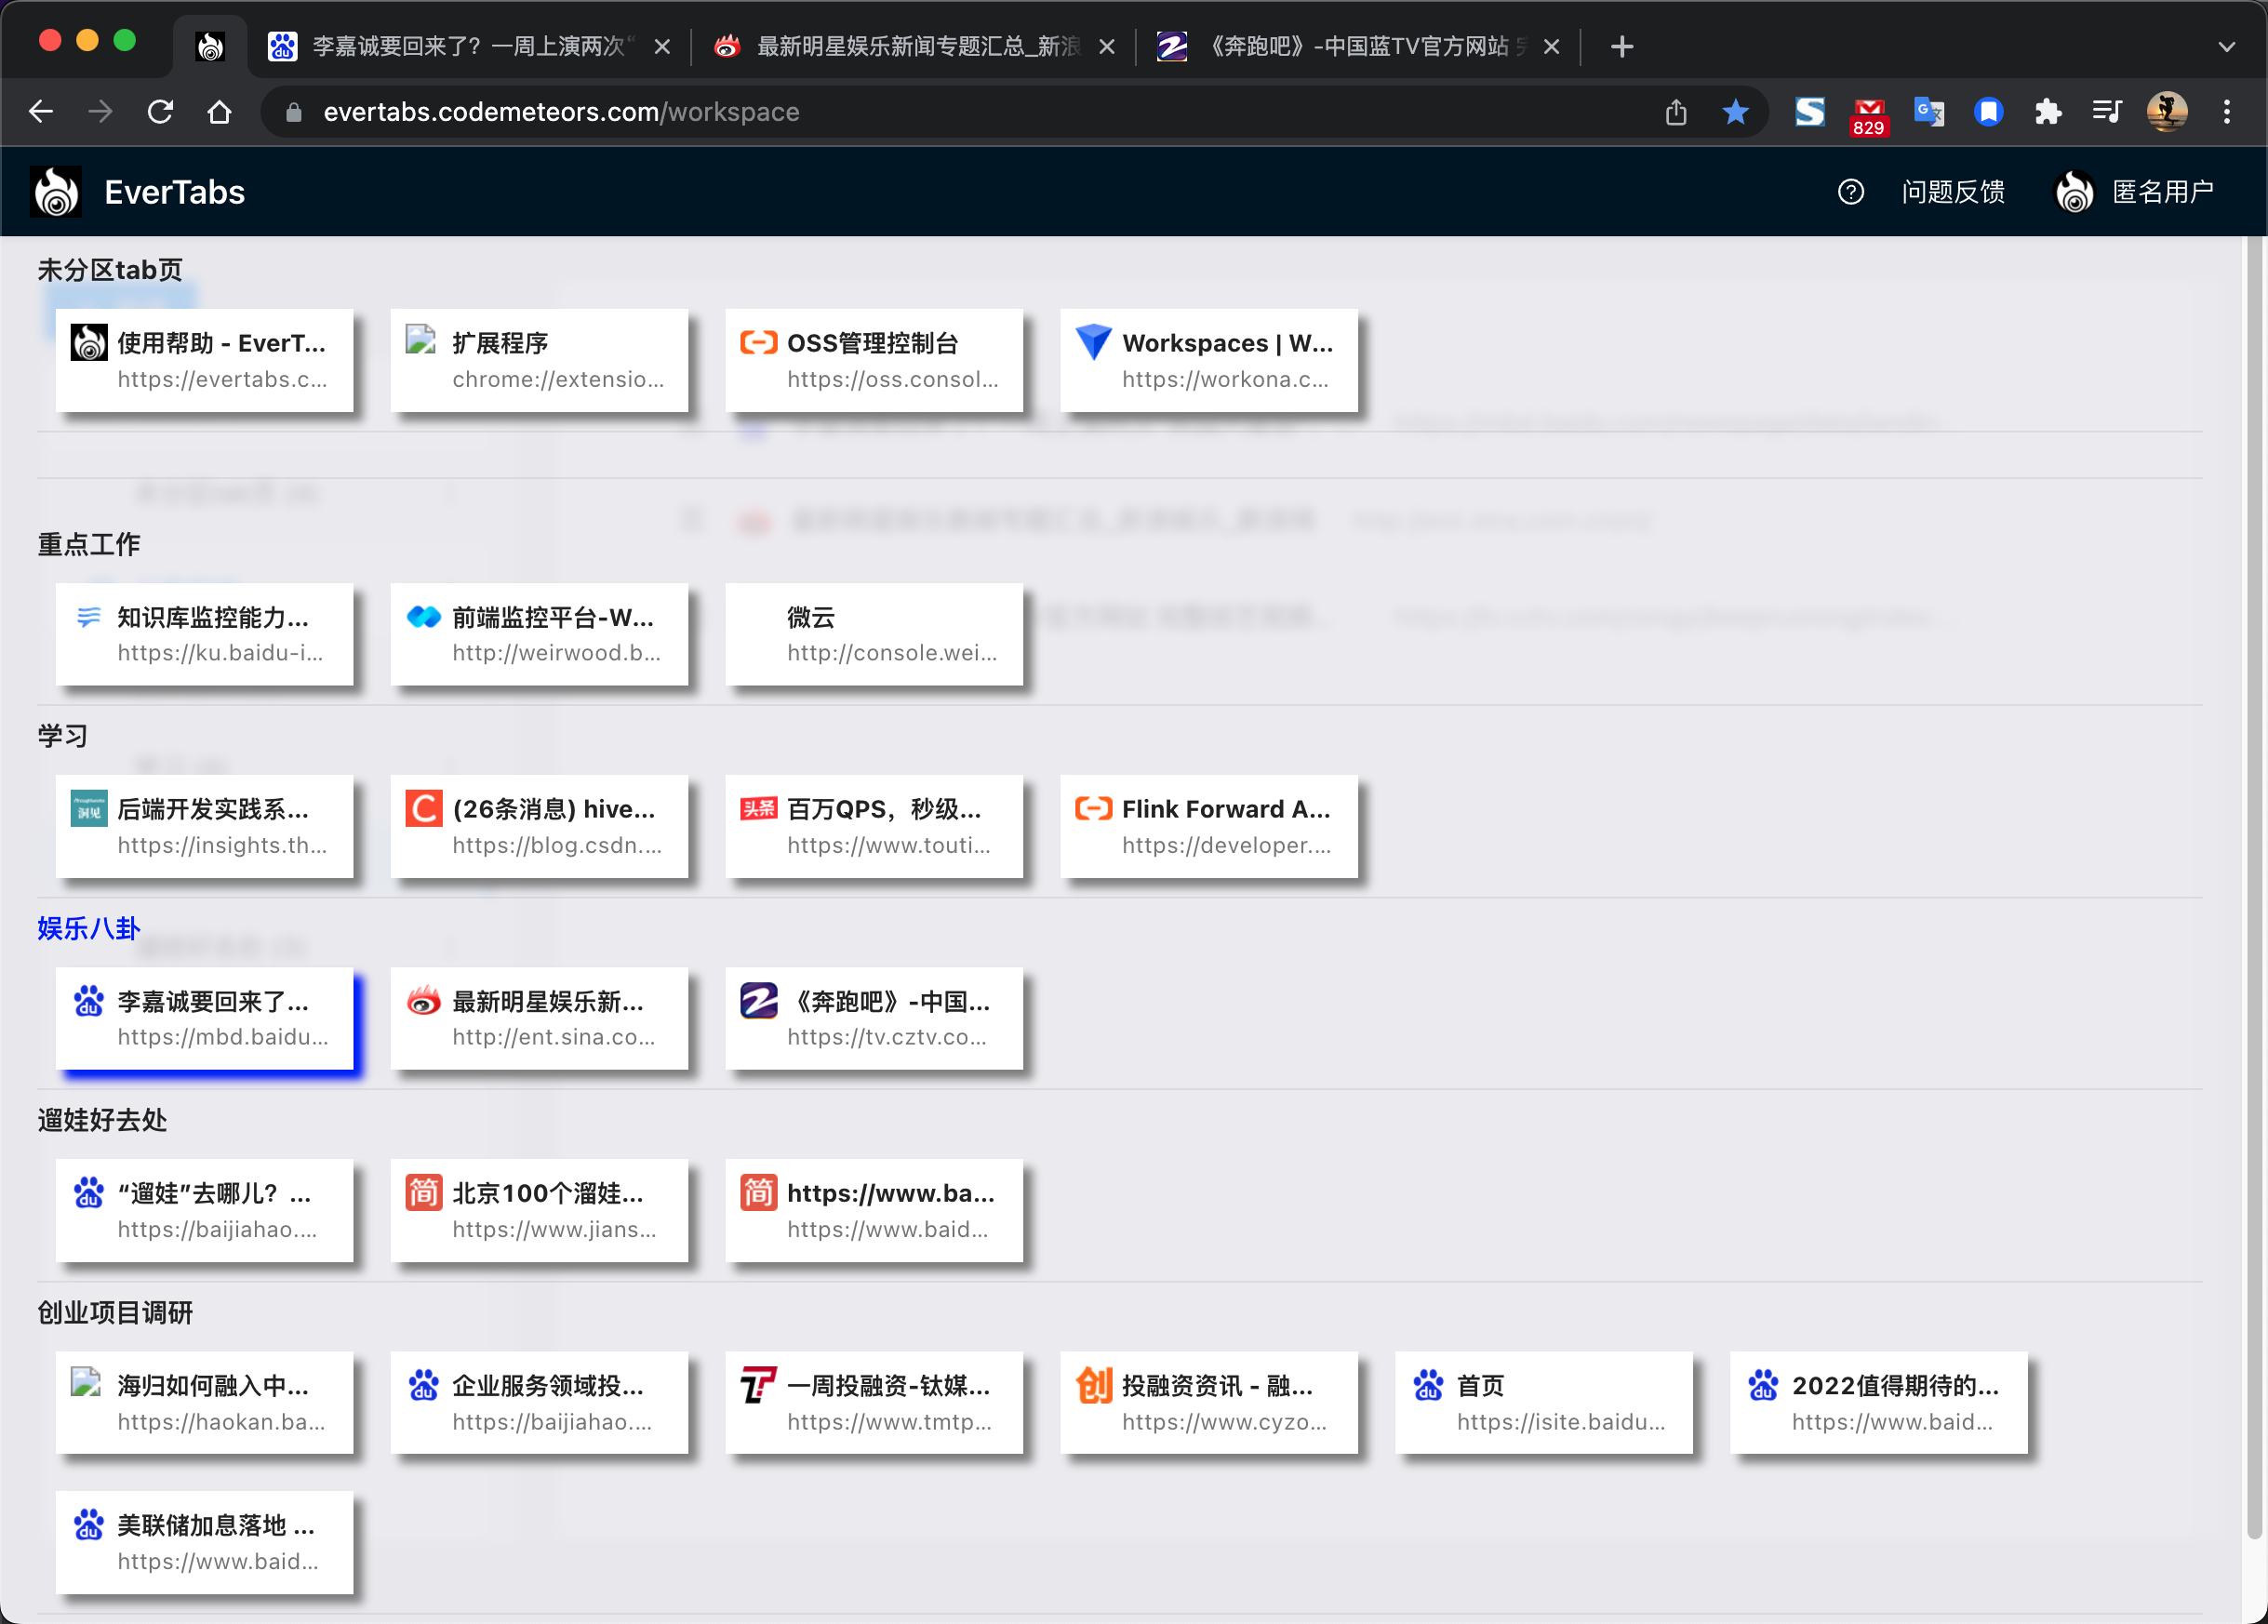 李嘉诚要回来了？一周上演两次“
最新明星娱乐新闻专题汇总_新浪
《奔跑吧》-中国蓝TV官方网站
evertabs.codemeteors.com/workspace
829
EverTabs
问题反馈
匿名用户
未分区tab页
使用帮助 - EverT...
https://evertabs.c...
扩展程序
chrome://extensio...
OSS管理控制台
https://oss.consol...
Workspaces | W...
https://workona.c...
重点工作
知识库监控能力...
https://ku.baidu-i...
前端监控平台-W...
http://weirwood.b...
微云
http://console.wei...
学习
后端开发实践系...
https://insights.th...
(26条消息) hive...
https://blog.csdn....
百万QPS，秒级...
https://www.touti...
Flink Forward A...
https://developer....
娱乐八卦
李嘉诚要回来了...
https://mbd.baidu...
最新明星娱乐新...
http://ent.sina.co...
《奔跑吧》-中国...
https://tv.cztv.co...
遛娃好去处
“遛娃”去哪儿？...
https://baijiahao....
北京100个溜娃...
https://www.jians...
https://www.ba...
https://www.baid...
创业项目调研
海归如何融入中...
https://haokan.ba...
企业服务领域投...
https://baijiahao....
一周投融资-钛媒...
https://www.tmtp...
投融资资讯 - 融...
https://www.cyzo...
首页
https://isite.baidu...
2022值得期待的...
https://www.baid...
美联储加息落地 ...
https://www.baid...